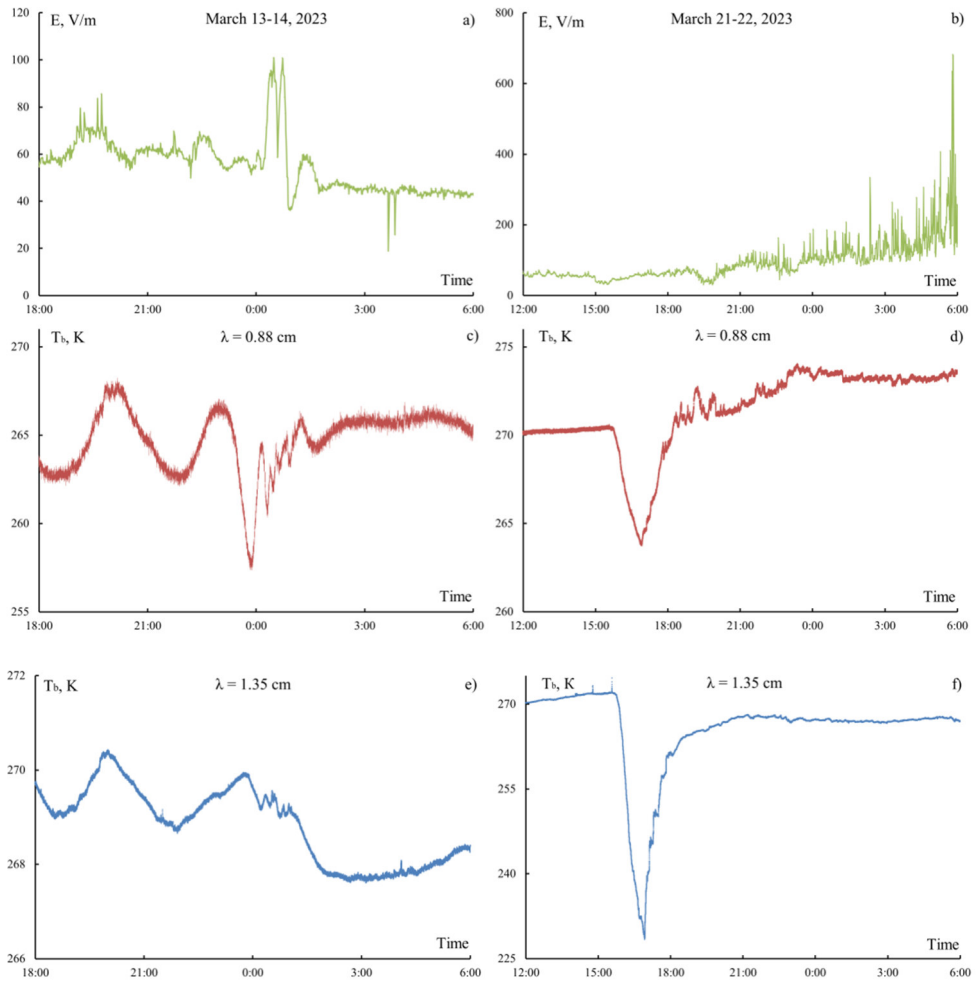 E, V/m March 13-14, 2023 a)
120
100
80
60
40
20
0
Time
18:00 21:00 0:00 3:00 6:00
E, V/m March 21-22, 2023 b)
800
600
400
200
0
Time
12:00 15:00 18:00 21:00 0:00 3:00 6:00
Tb, K λ = 0.88 cm c)
270
265
260
255
Time
18:00 21:00 0:00 3:00 6:00
Tb, K λ = 0.88 cm d)
275
270
265
260
Time
12:00 15:00 18:00 21:00 0:00 3:00 6:00
Tb, K λ = 1.35 cm e)
272
270
268
266
Time
18:00 21:00 0:00 3:00 6:00
Tb, K λ = 1.35 cm f)
270
255
240
225
Time
12:00 15:00 18:00 21:00 0:00 3:00 6:00